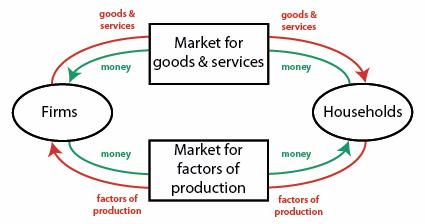 goods &
services
goods &
services
Market for
goods & services
money
money
Firms
Households
money
Market for
factors of
production
money
factors of
production
factors of
production